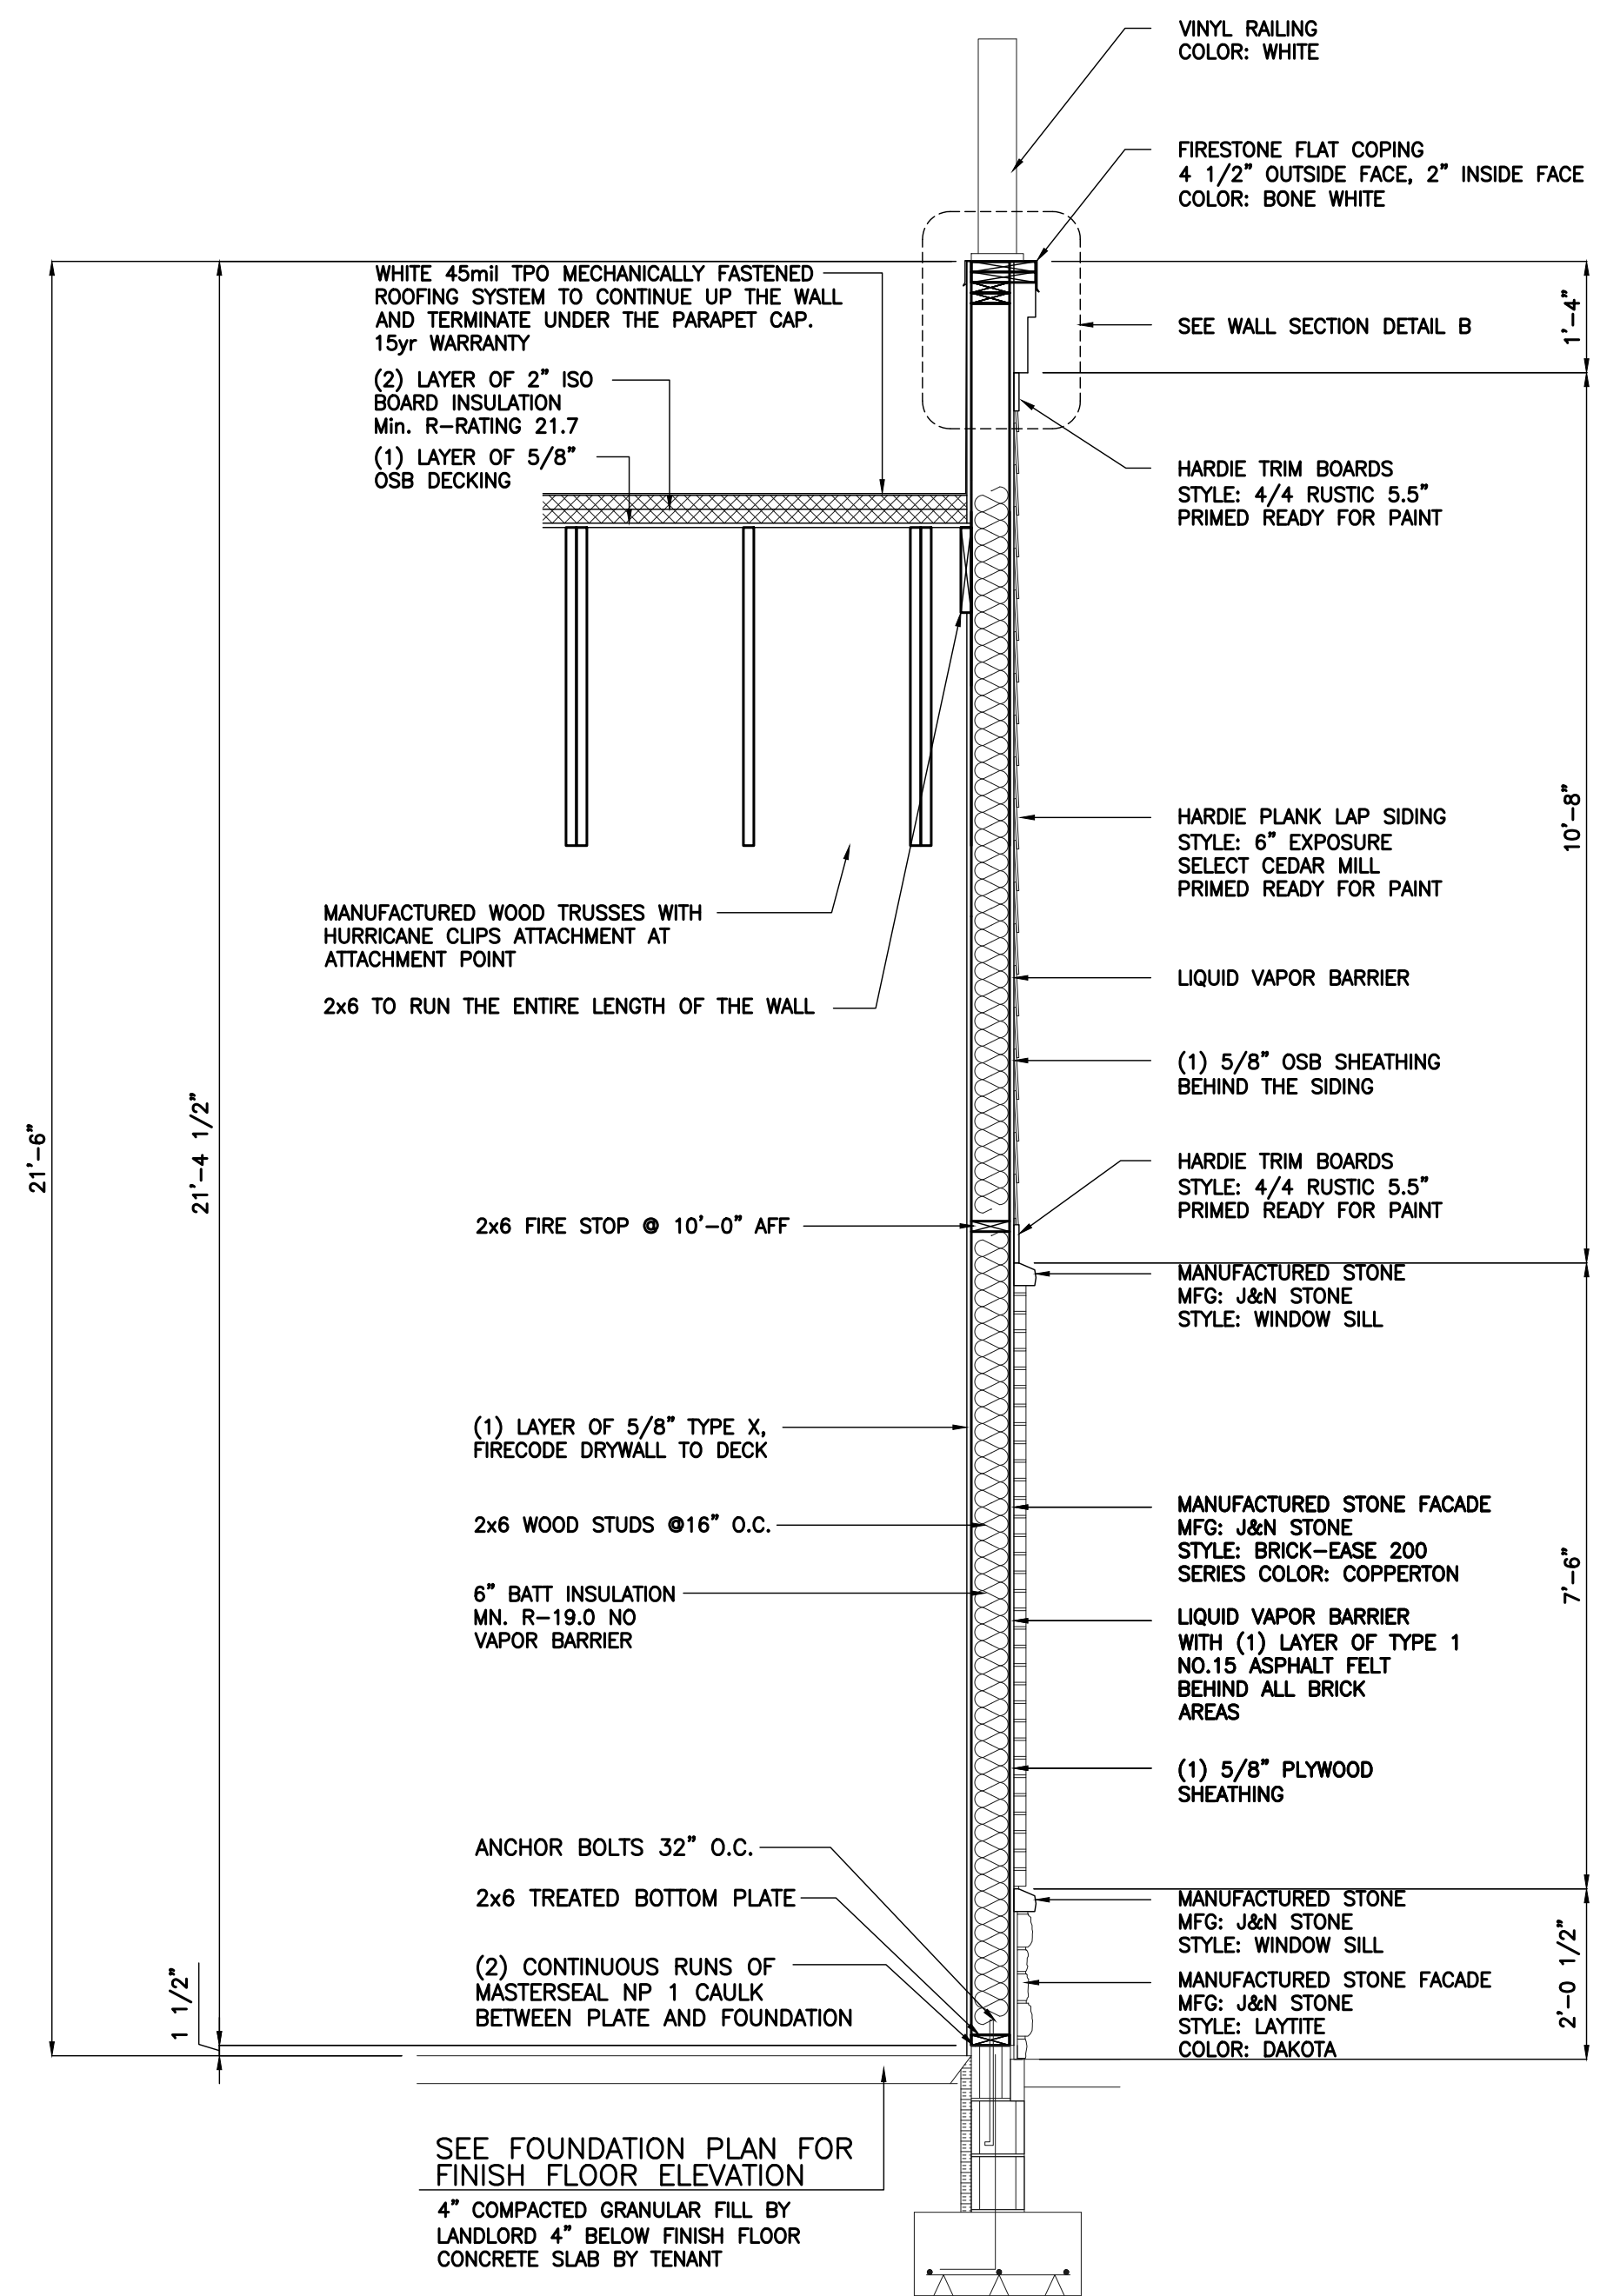 VINYL RAILING
COLOR: WHITE
FIRESTONE FLAT COPING
4 1/2" OUTSIDE FACE, 2" INSIDE FACE
COLOR: BONE WHITE
WHITE 45mil TPO MECHANICALLY FASTENED
ROOFING SYSTEM TO CONTINUE UP THE WALL
AND TERMINATE UNDER THE PARAPET CAP.
15yr WARRANTY
SEE WALL SECTION DETAIL B
1'-4"
(2) LAYER OF 2" ISO
BOARD INSULATION
Min. R-RATING 21.7
(1) LAYER OF 5/8"
OSB DECKING
HARDIE TRIM BOARDS
STYLE: 4/4 RUSTIC 5.5"
PRIMED READY FOR PAINT
HARDIE PLANK LAP SIDING
STYLE: 6" EXPOSURE
SELECT CEDAR MILL
PRIMED READY FOR PAINT
10'-8"
MANUFACTURED WOOD TRUSSES WITH
HURRICANE CLIPS ATTACHMENT AT
ATTACHMENT POINT
2x6 TO RUN THE ENTIRE LENGTH OF THE WALL
LIQUID VAPOR BARRIER
(1) 5/8" OSB SHEATHING
BEHIND THE SIDING
21'-6"
21'-4 1/2"
HARDIE TRIM BOARDS
STYLE: 4/4 RUSTIC 5.5"
PRIMED READY FOR PAINT
2x6 FIRE STOP @ 10'-0" AFF
MANUFACTURED STONE
MFG: J&N STONE
STYLE: WINDOW SILL
(1) LAYER OF 5/8" TYPE X,
FIRECODE DRYWALL TO DECK
2x6 WOOD STUDS @16" O.C.
6" BATT INSULATION
MN. R-19.0 NO
VAPOR BARRIER
MANUFACTURED STONE FACADE
MFG: J&N STONE
STYLE: BRICK-EASE 200
SERIES COLOR: COPPERTON
7'-6"
LIQUID VAPOR BARRIER
WITH (1) LAYER OF TYPE 1
NO.15 ASPHALT FELT
BEHIND ALL BRICK
AREAS
(1) 5/8" PLYWOOD
SHEATHING
ANCHOR BOLTS 32" O.C.
2x6 TREATED BOTTOM PLATE
(2) CONTINUOUS RUNS OF
MASTERSEAL NP 1 CAULK
BETWEEN PLATE AND FOUNDATION
1 1/2"
MANUFACTURED STONE
MFG: J&N STONE
STYLE: WINDOW SILL
MANUFACTURED STONE FACADE
MFG: J&N STONE
STYLE: LAYTITE
COLOR: DAKOTA
2'-0 1/2"
SEE FOUNDATION PLAN FOR
FINISH FLOOR ELEVATION
4" COMPACTED GRANULAR FILL BY
LANDLORD 4" BELOW FINISH FLOOR
CONCRETE SLAB BY TENANT